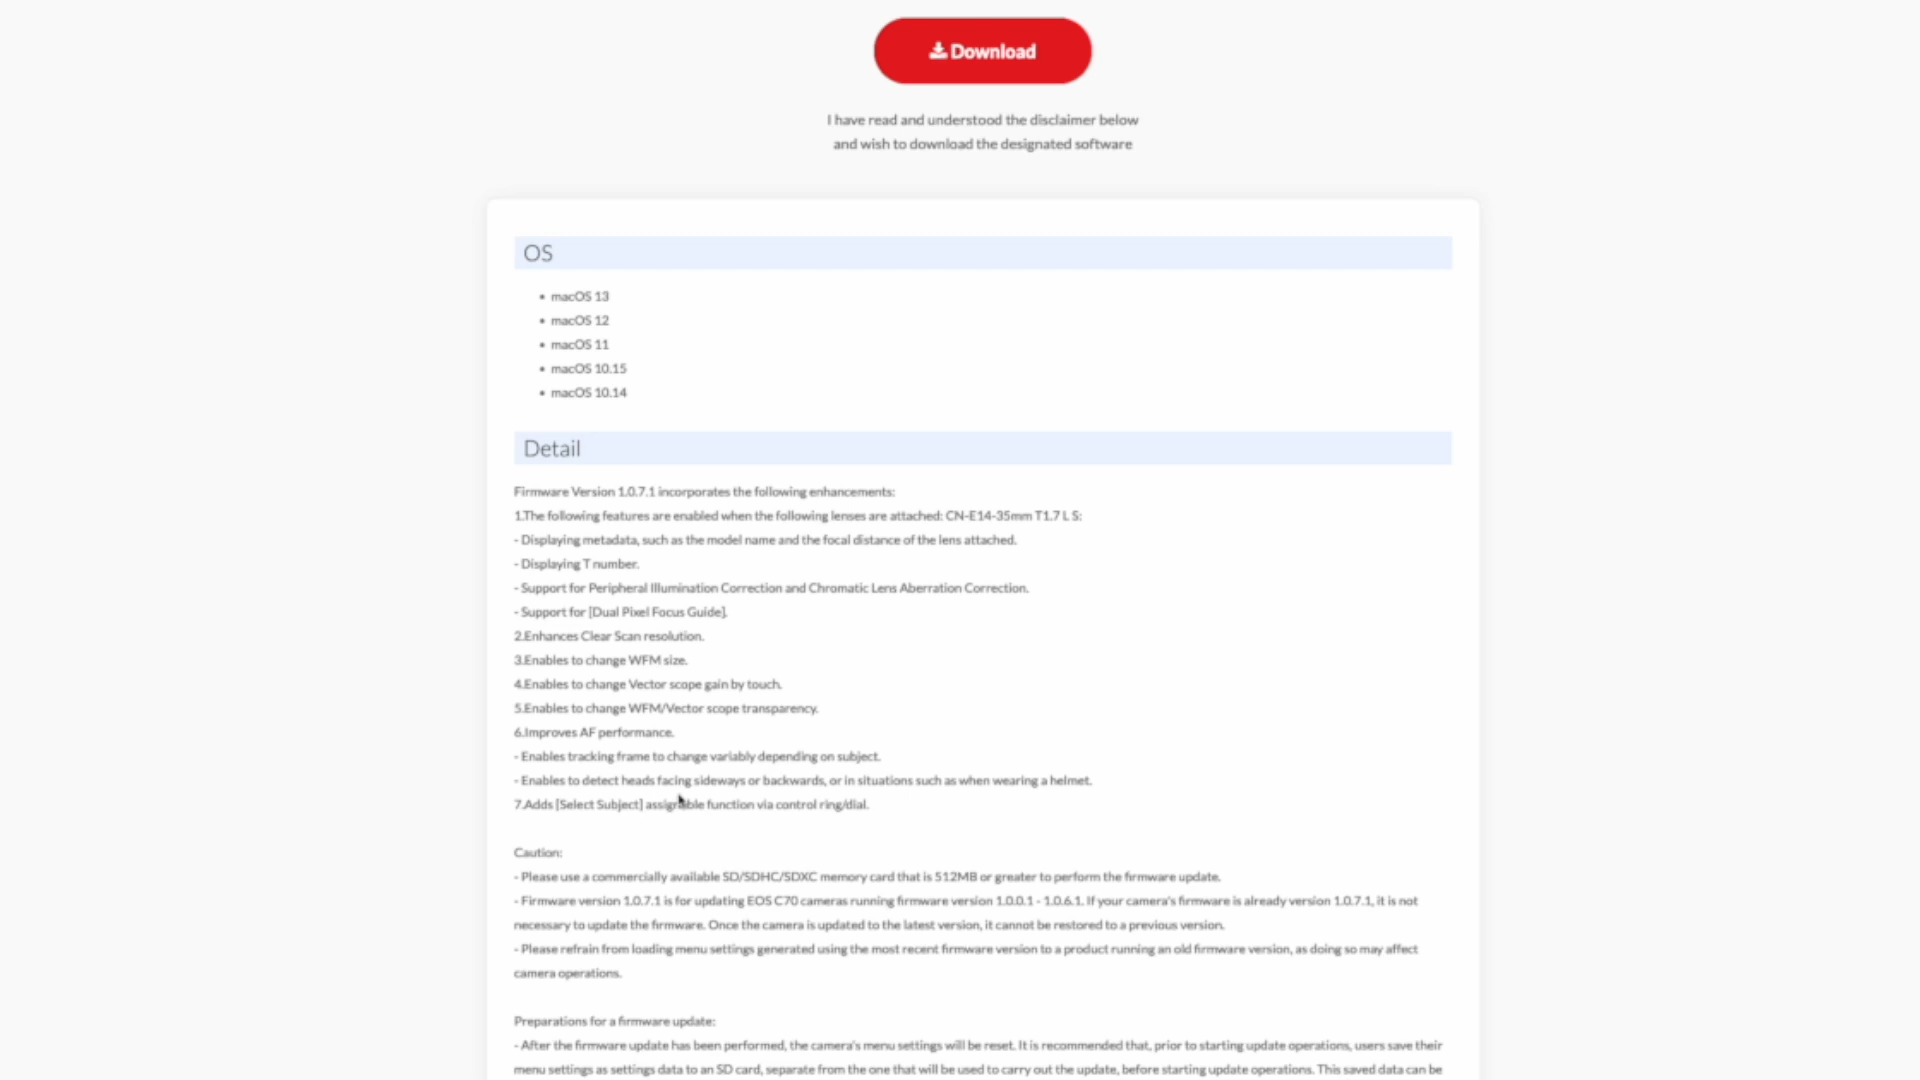 Download
I have read and understood the disclaimer below
and wish to download the designated software
OS
• macOS 13
• macOS 12
• macOS 11
• macOS 10.15
• macOS 10.14
Detail
Firmware Version 1.0.7.1 incorporates the following enhancements:
1.The following features are enabled when the following lenses are attached: CN-E14-35mm T1.7 L S:
- Displaying metadata, such as the model name and the focal distance of the lens attached.
- Displaying T number.
- Support for Peripheral Illumination Correction and Chromatic Lens Aberration Correction.
- Support for [Dual Pixel Focus Guide].
2.Enhances Clear Scan resolution.
3.Enables to change WFM size.
4.Enables to change Vector scope gain by touch.
5.Enables to change WFM/Vector scope transparency.
6.Improves AF performance.
- Enables tracking frame to change variably depending on subject.
- Enables to detect heads facing sideways or backwards, or in situations such as when wearing a helmet.
7.Adds [Select Subject] assignable function via control ring/dial.
Caution:
- Please use a commercially available SD/SDHC/SDXC memory card that is 512MB or greater to perform the firmware update.
- Firmware version 1.0.7.1 is for updating EOS C70 cameras running firmware version 1.0.0.1 - 1.0.6.1. If your camera's firmware is already version 1.0.7.1, it is not
necessary to update the firmware. Once the camera is updated to the latest version, it cannot be restored to a previous version.
- Please refrain from loading menu settings generated using the most recent firmware version to a product running an old firmware version, as doing so may affect
camera operations.
Preparations for a firmware update:
- After the firmware update has been performed, the camera's menu settings will be reset. It is recommended that, prior to starting update operations, users save their
menu settings as settings data to an SD card, separate from the one that will be used to carry out the update, before starting update operations. This saved data can be